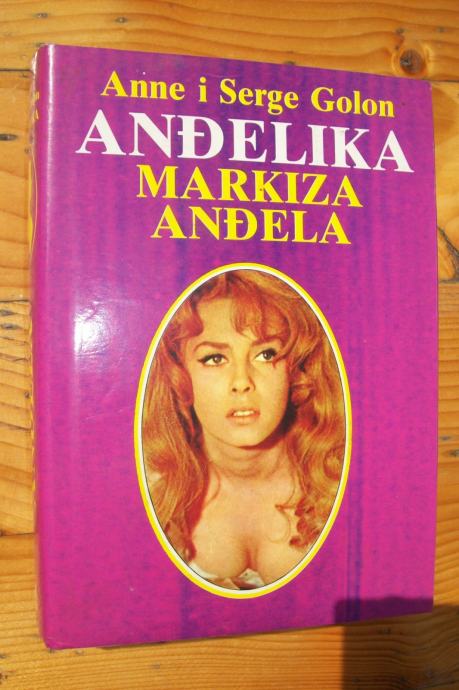 Anne i Serge Golon
ANĐELIKA
MARKIZA
ANĐELA